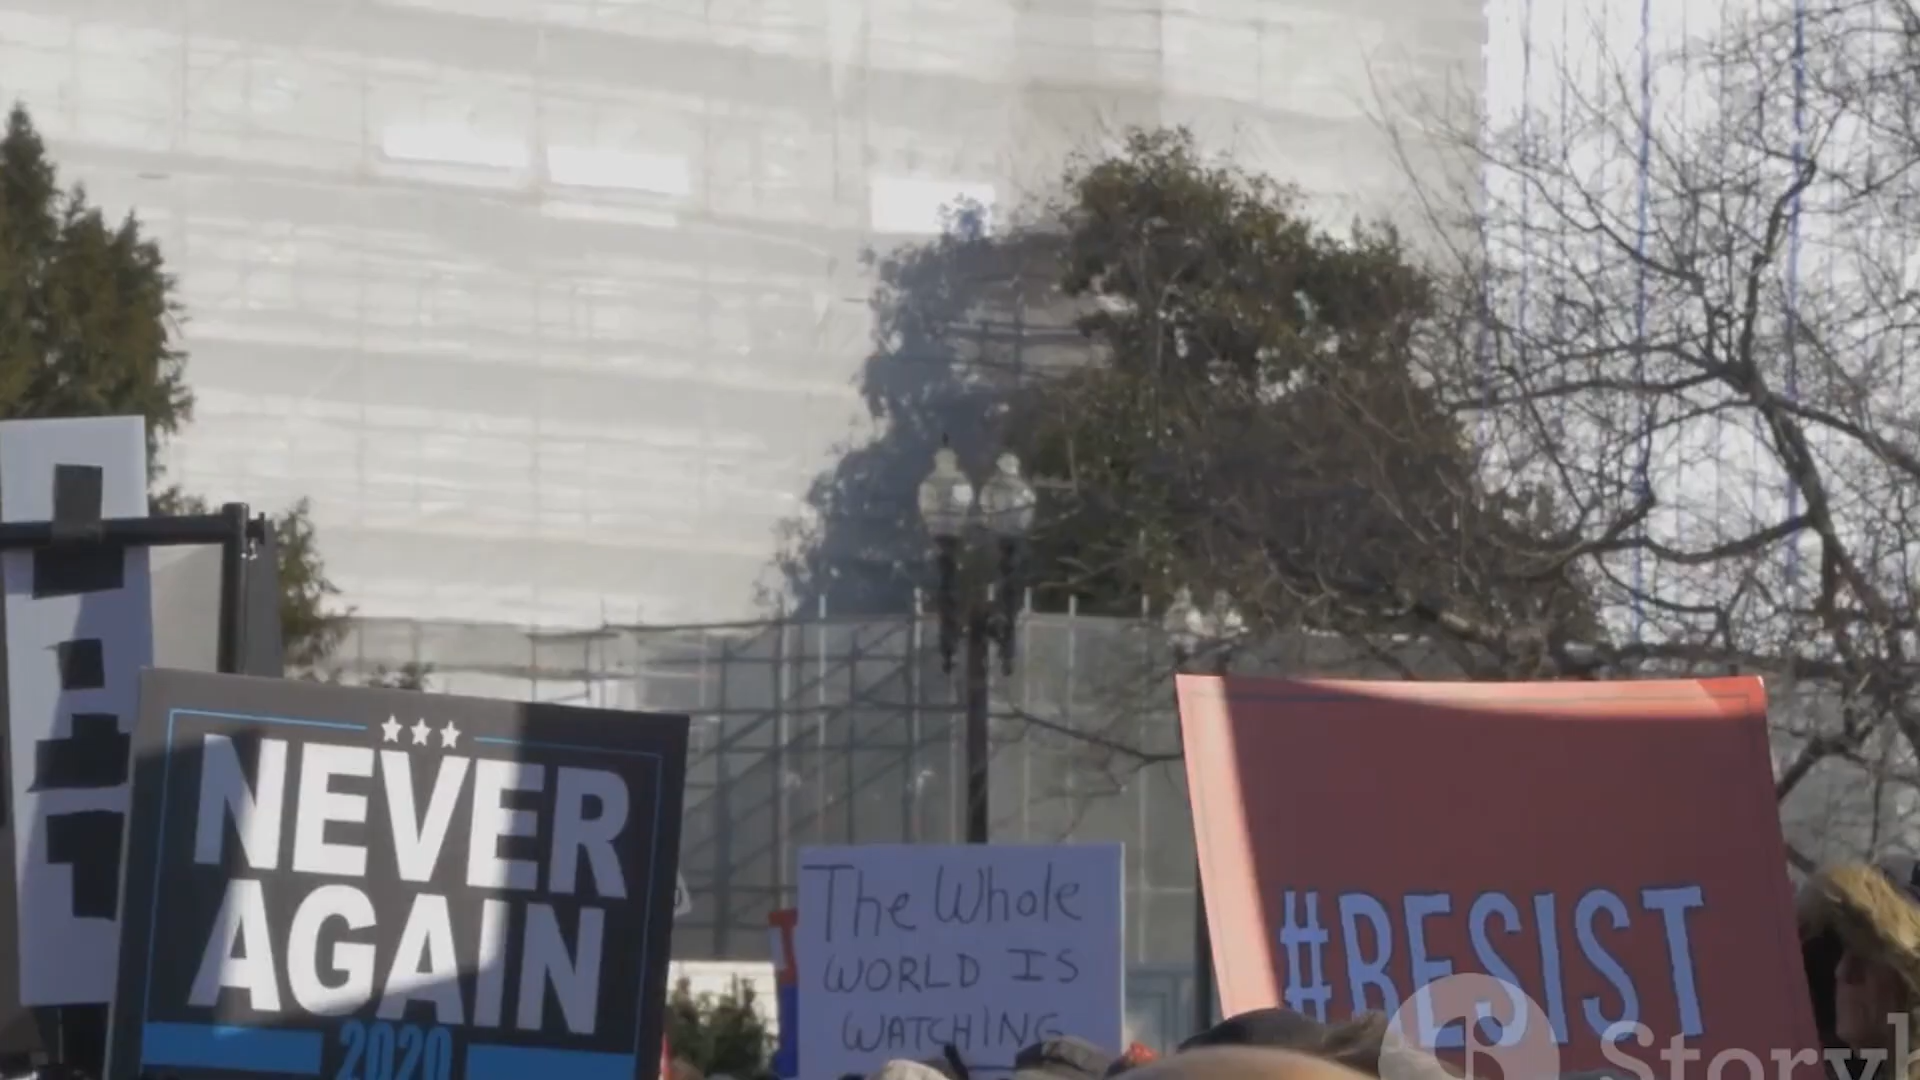 NEVER
AGAIN
2020
The Whole
WORLD IS
WATCHING
#RESIST